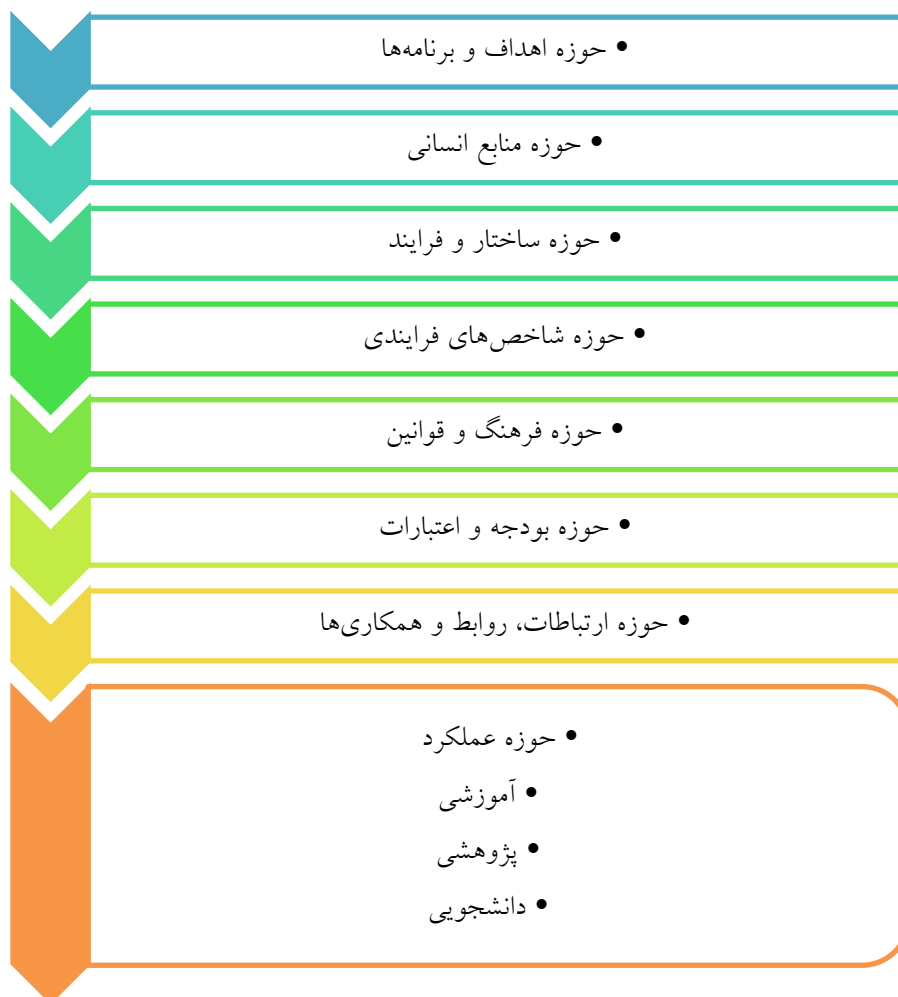 • حوزه اهداف و برنامه‌ها
• حوزه منابع انسانی
• حوزه ساختار و فرایند
• حوزه شاخص‌های فرایندی
• حوزه فرهنگ و قوانین
• حوزه بودجه و اعتبارات
• حوزه ارتباطات، روابط و همکاری‌ها
• حوزه عملکرد
• آموزشی
• پژوهشی
• دانشجویی